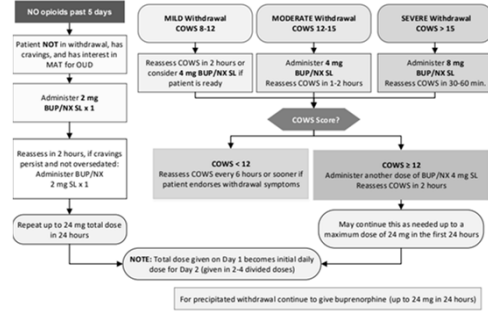 NO opioids past 5 days
Patient NOT in withdrawal, has
cravings, and has interest in
MAT for OUD
Administer 2 mg
BUP/NX SL x 1
Reassess in 2 hours, if cravings
persist and not oversedated:
Administer BUP/NX
2 mg SL x 1
Repeat up to 24 mg total dose
in 24 hours
MILD Withdrawal
COWS 8-12
Reassess COWS in 2 hours or
consider 4 mg BUP/NX SL if
patient is ready
MODERATE Withdrawal
COWS 12-15
Administer 4 mg
BUP/NX SL
Reassess COWS in 1-2 hours
SEVERE Withdrawal
COWS > 15
Administer 8 mg
BUP/NX SL
Reassess COWS in 30-60 min.
COWS Score?
COWS < 12
Reassess COWS every 6 hours or sooner if
patient endorses withdrawal symptoms
COWS ≥ 12
Administer another dose of BUP/NX 4 mg SL
Reassess COWS in 2 hours
May continue this as needed up to a
maximum dose of 24 mg in the first 24 hours
NOTE: Total dose given on Day 1 becomes initial daily
dose for Day 2 (given in 2-4 divided doses)
For precipitated withdrawal continue to give buprenorphine (up to 24 mg in 24 hours)